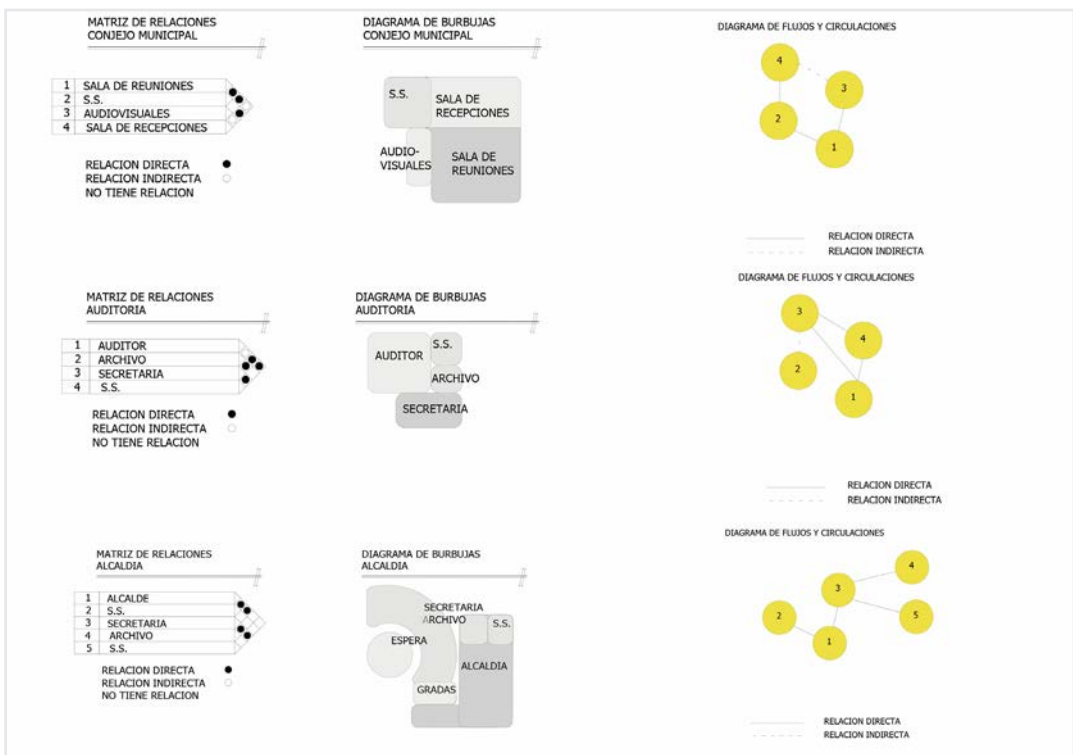 MATRIZ DE RELACIONES
CONJEJO MUNICIPAL
1 SALA DE REUNIONES
2 S.S.
3 AUDIOVISUALES
4 SALA DE RECEPCIONES
RELACION DIRECTA
RELACION INDIRECTA
NO TIENE RELACION
DIAGRAMA DE BURBUJAS
CONJEJO MUNICIPAL
S.S.
SALA DE
RECEPCIONES
AUDIO-
VISUALES
SALA DE
REUNIONES
DIAGRAMA DE FLUJOS Y CIRCULACIONES
4
3
2
1
RELACION DIRECTA
RELACION INDIRECTA
MATRIZ DE RELACIONES
AUDITORIA
1 AUDITOR
2 ARCHIVO
3 SECRETARIA
4 S.S.
RELACION DIRECTA
RELACION INDIRECTA
NO TIENE RELACION
DIAGRAMA DE BURBUJAS
AUDITORIA
AUDITOR
S.S.
ARCHIVO
SECRETARIA
DIAGRAMA DE FLUJOS Y CIRCULACIONES
3
4
2
1
RELACION DIRECTA
RELACION INDIRECTA
MATRIZ DE RELACIONES
ALCALDIA
1 ALCALDE
2 S.S.
3 SECRETARIA
4 ARCHIVO
5 S.S.
RELACION DIRECTA
RELACION INDIRECTA
NO TIENE RELACION
DIAGRAMA DE BURBUJAS
ALCALDIA
SECRETARIA
ARCHIVO
S.S.
ESPERA
ALCALDIA
GRADAS
DIAGRAMA DE FLUJOS Y CIRCULACIONES
4
3
2
5
1
RELACION DIRECTA
RELACION INDIRECTA